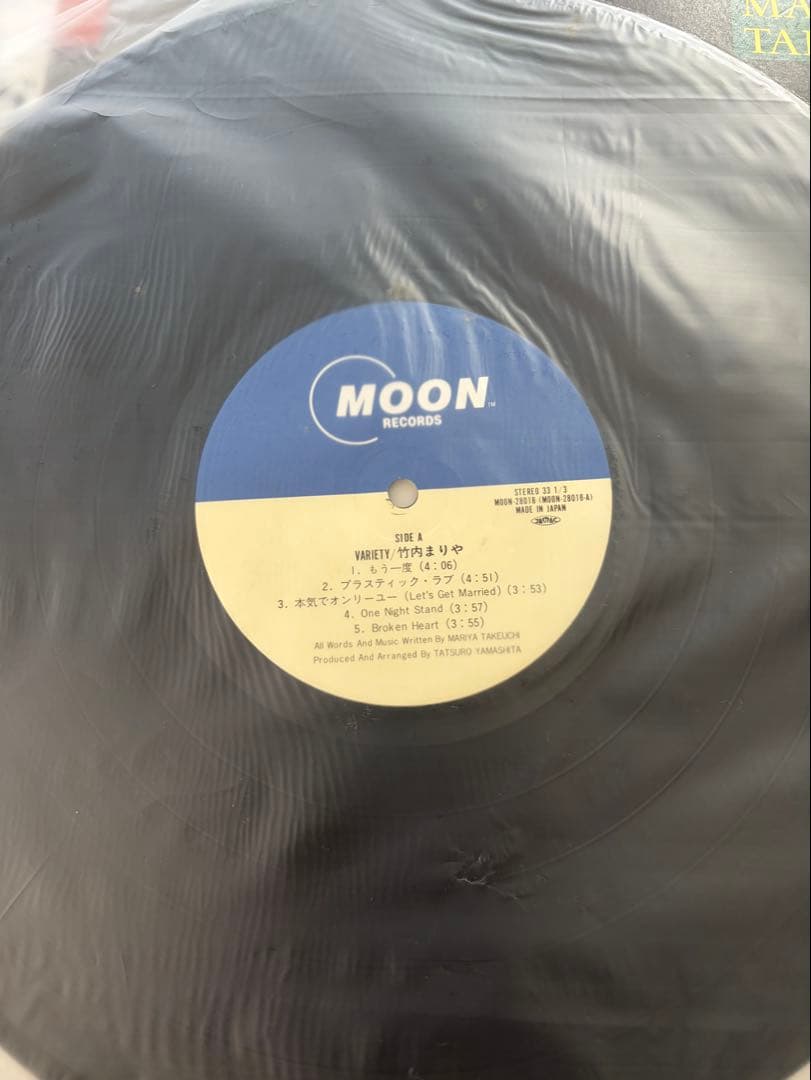 MA
TA
MOON™
RECORDS
STEREO 33 1/3
MOON-28018 (MOON-28018-A)
MADE IN JAPAN
SIDE A
VARIETY/竹内まりや
1. もう一度 (4:06)
2. プラスティック・ラブ (4:51)
3. 本気でオンリーユー (Let's Get Married) (3:53)
4. One Night Stand (3:57)
5. Broken Heart (3:55)
All Words And Music Written By MARIYA TAKEUCHI
Produced And Arranged By TATSURO YAMASHITA